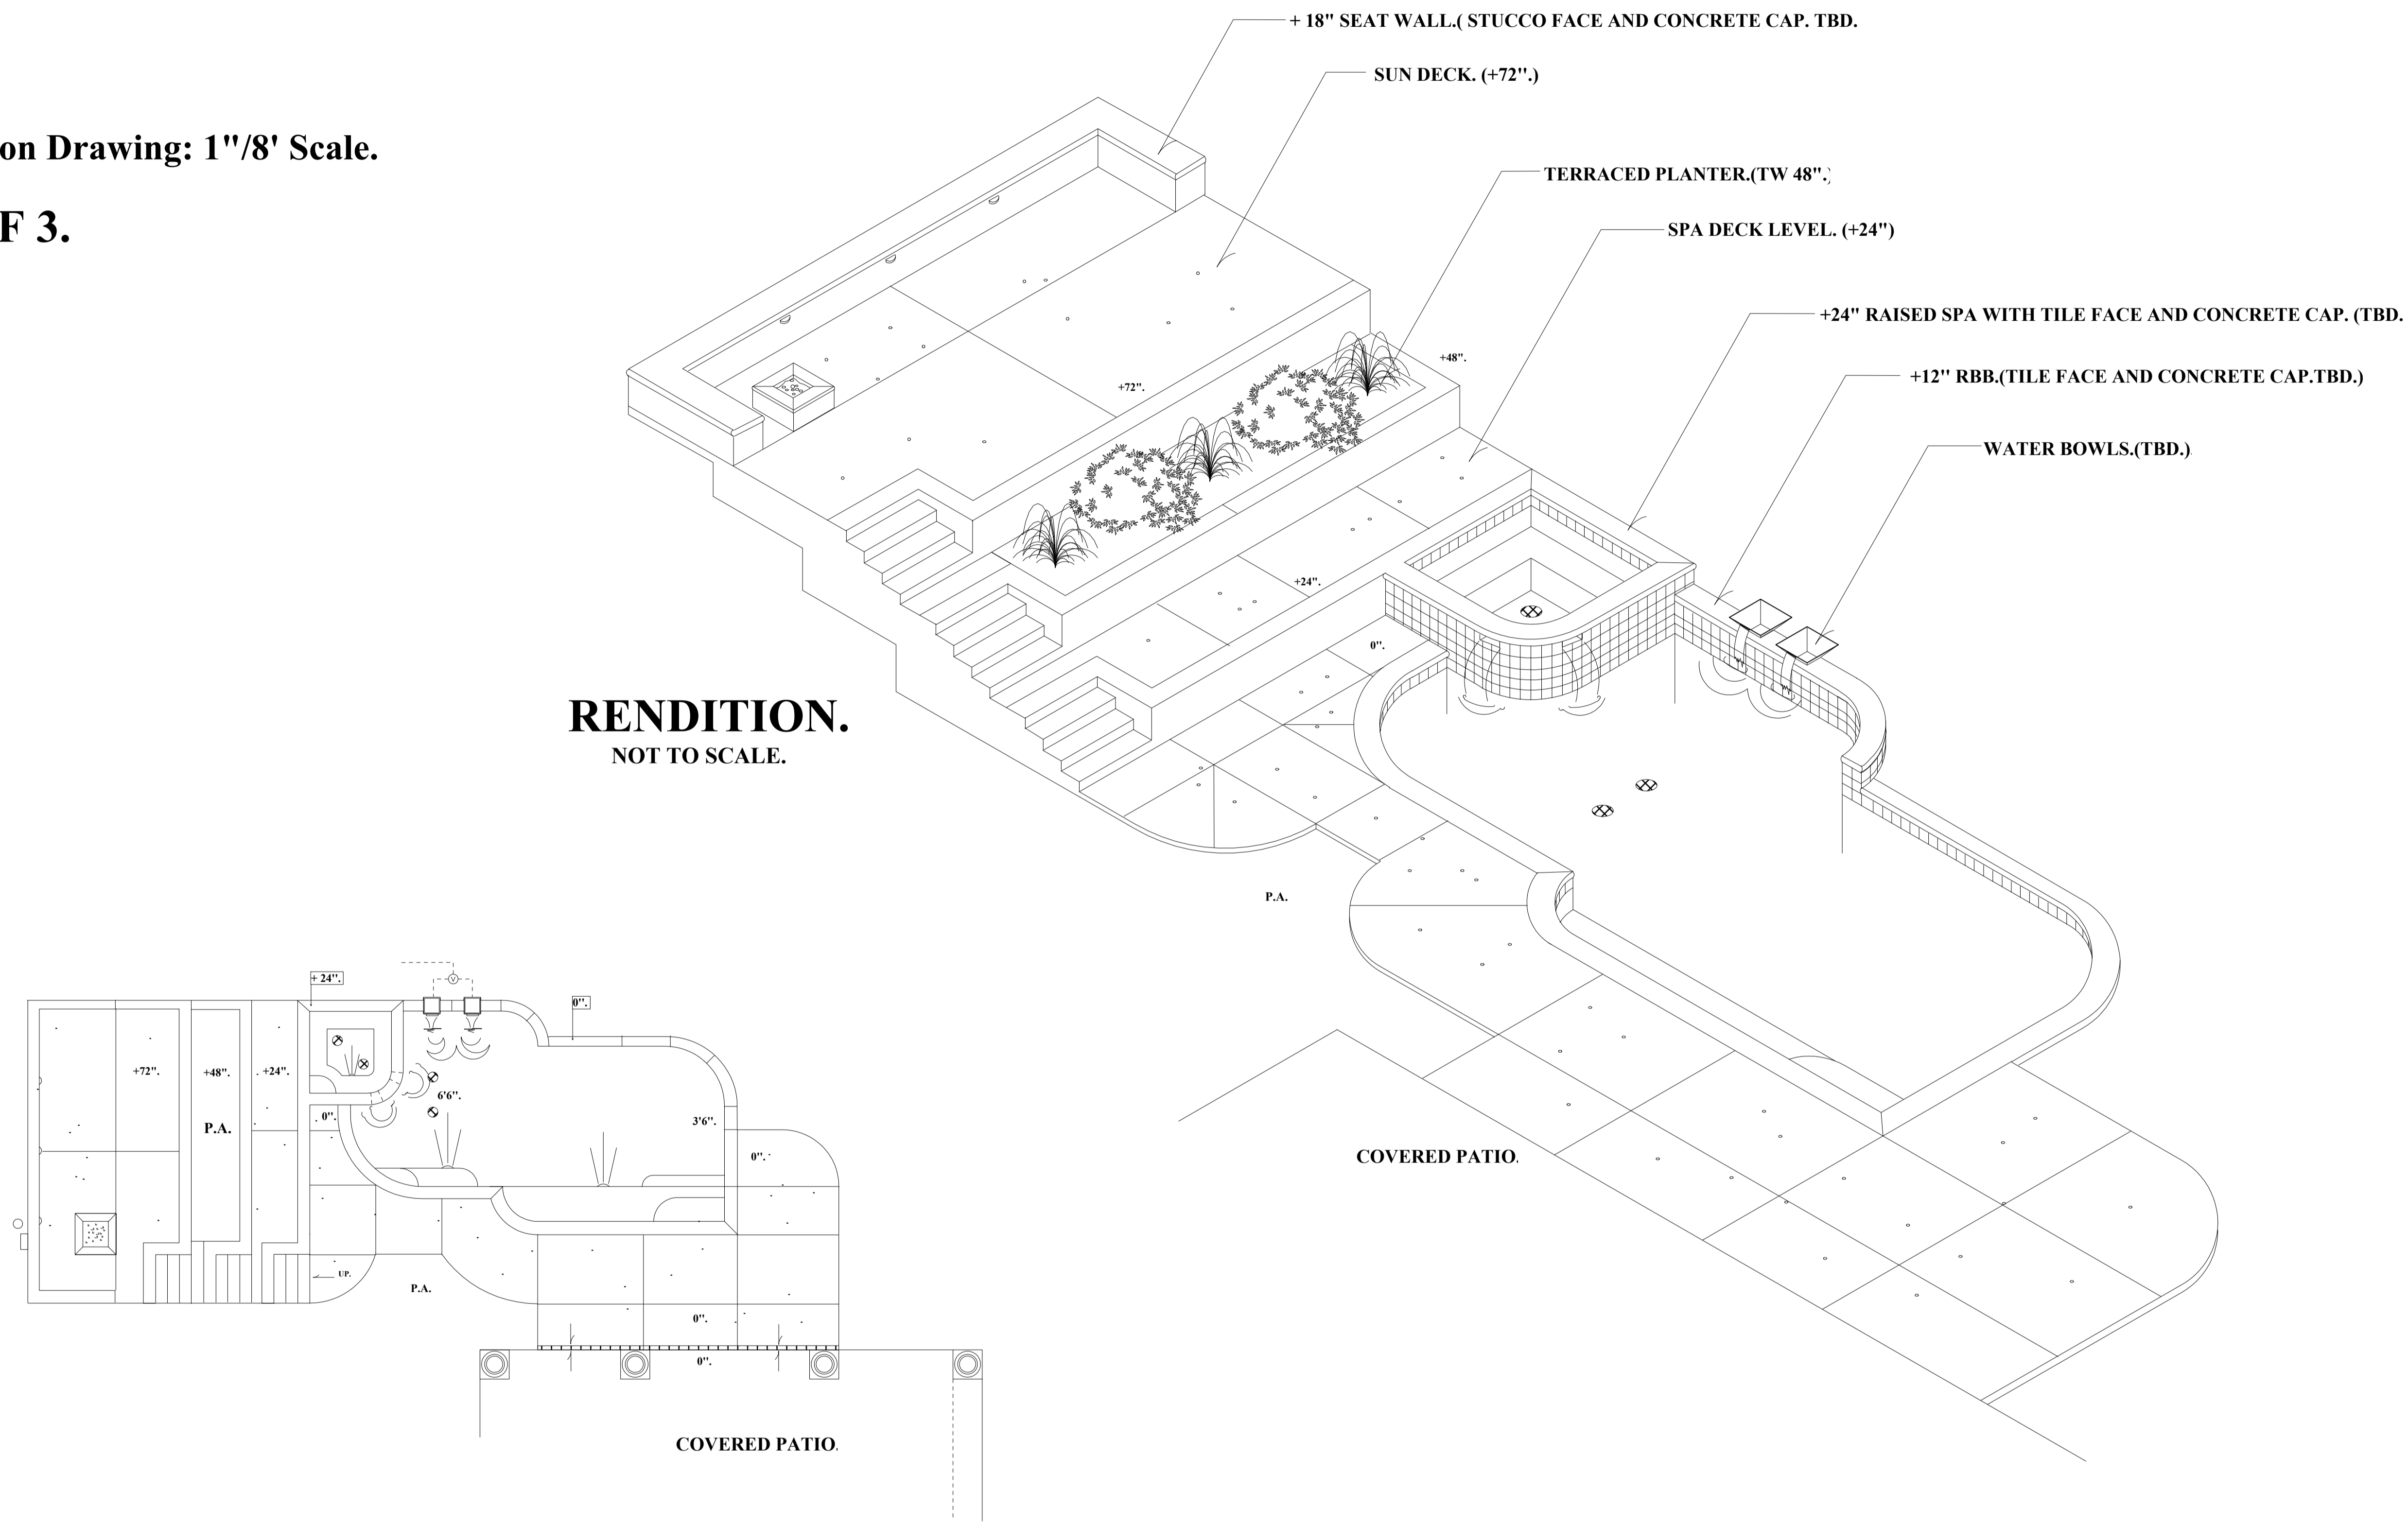 + 18" SEAT WALL.( STUCCO FACE AND CONCRETE CAP. TBD.
SUN DECK. (+72".)
on Drawing: 1"/8' Scale.
TERRACED PLANTER.(TW 48".)
F 3.
SPA DECK LEVEL. (+24")
+24" RAISED SPA WITH TILE FACE AND CONCRETE CAP. (TBD.
+12" RBB.(TILE FACE AND CONCRETE CAP.TBD.)
WATER BOWLS.(TBD.)
+48".
+72".
+24".
0".
RENDITION.
NOT TO SCALE.
P.A.
COVERED PATIO.
+ 24".
V
0".
+72".
+48".
+24".
6'6".
0".
3'6".
P.A.
0".
UP.
P.A.
0".
0".
COVERED PATIO.